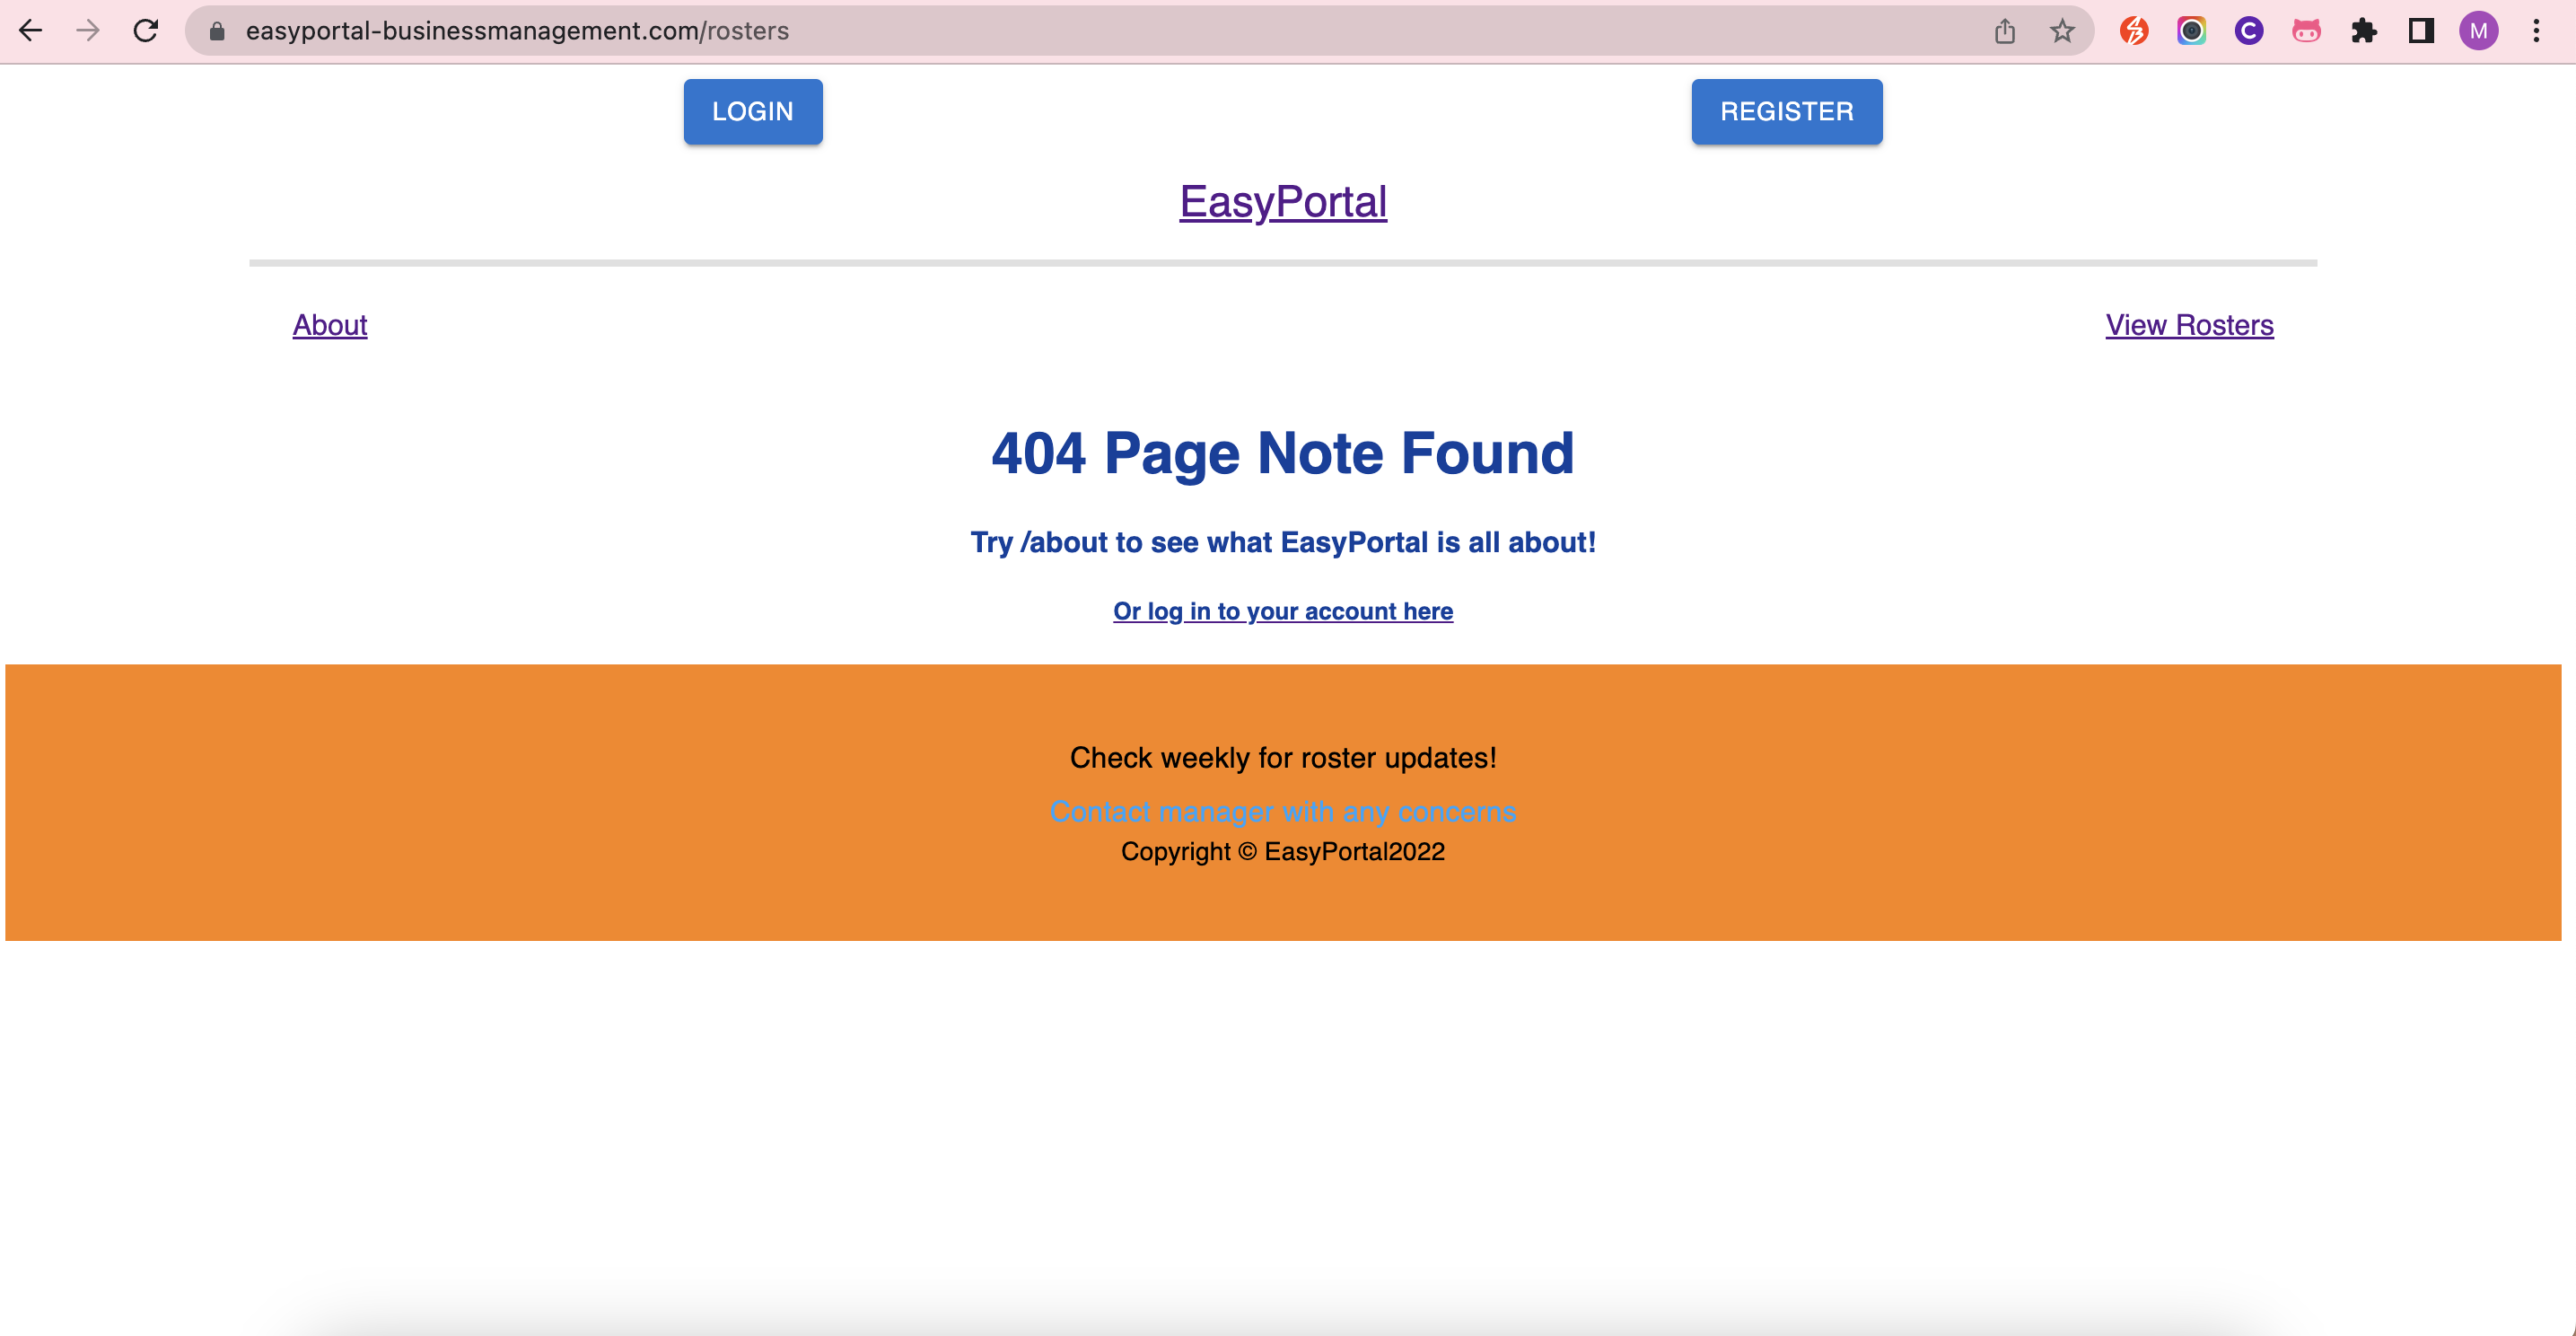 easyportal-businessmanagement.com/rosters
M
LOGIN
REGISTER
EasyPortal
About
View Rosters
404 Page Note Found
Try /about to see what EasyPortal is all about!
Or log in to your account here
Check weekly for roster updates!
Contact manager with any concerns
Copyright © EasyPortal2022